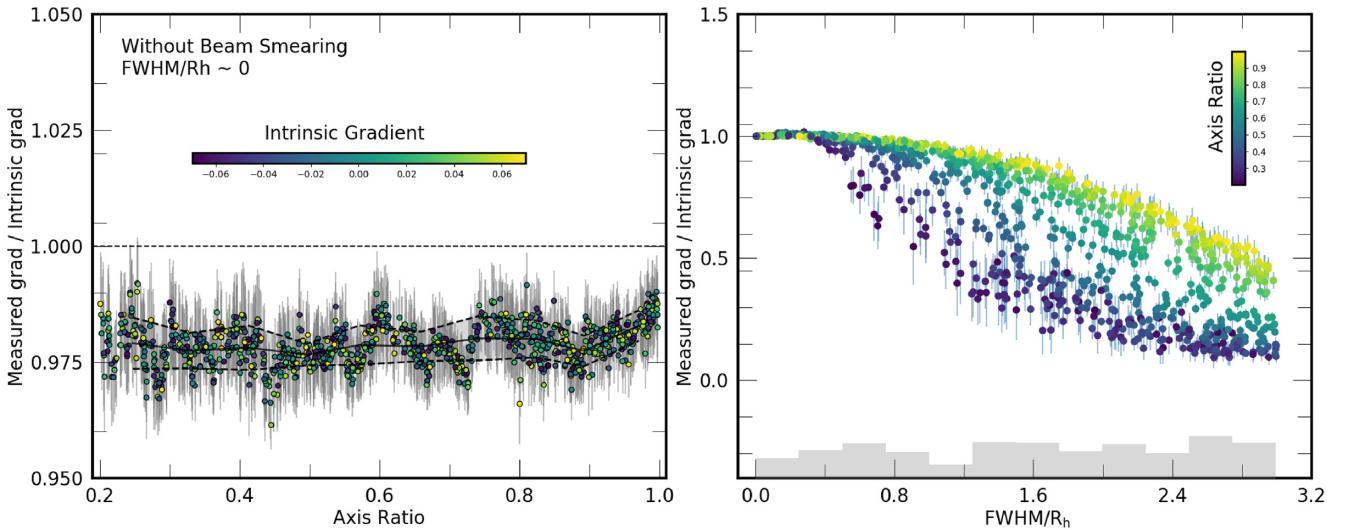 1.050
1.025
1.000
0.975
0.950
Measured grad / Intrinsic grad
Without Beam Smearing
FWHM/Rh ~ 0
Intrinsic Gradient
−0.06 −0.04 −0.02 0.00 0.02 0.04 0.06
0.2 0.4 0.6 0.8 1.0
Axis Ratio
1.5
1.0
0.5
0.0
Measured grad / Intrinsic grad
Axis Ratio
0.9
0.8
0.7
0.6
0.5
0.4
0.3
0.0 0.8 1.6 2.4 3.2
FWHM/Rh